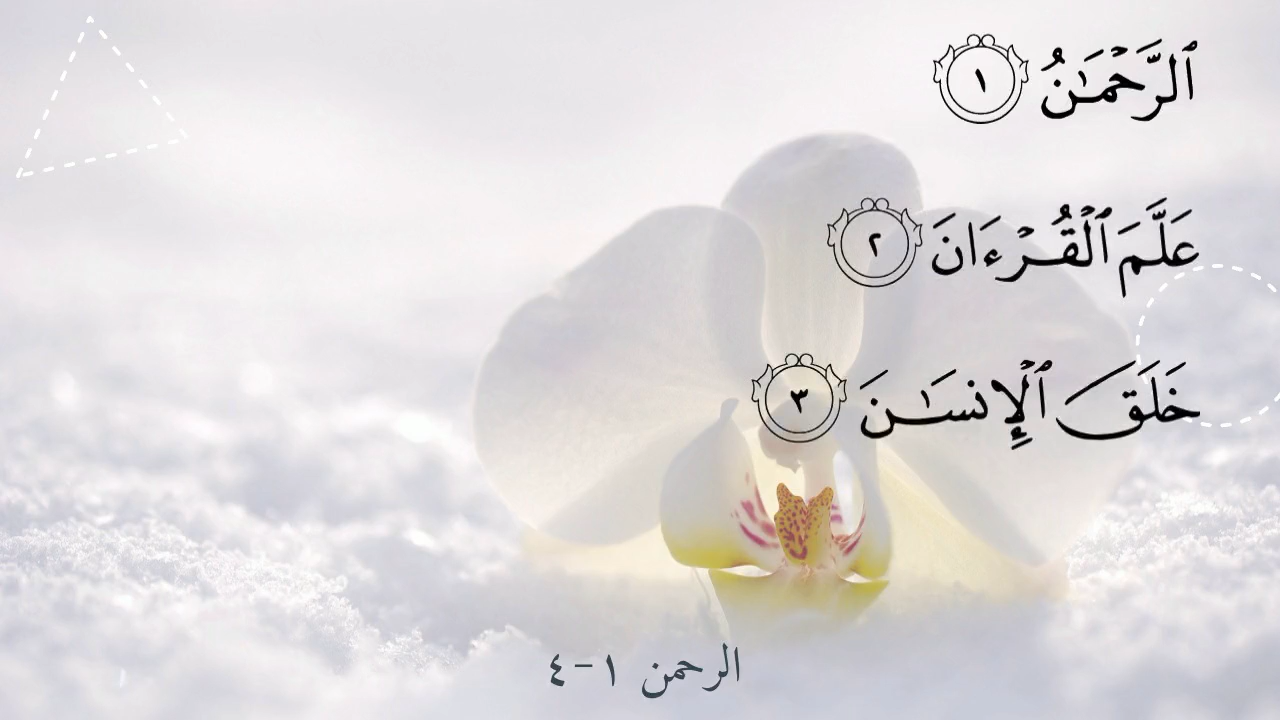 ٱلرَّحۡمَـٰنُ ١
عَلَّمَ ٱلۡقُرۡءَانَ ٢
خَلَقَ ٱلۡإِنسَـٰنَ ٣
الرحمن ١-٤